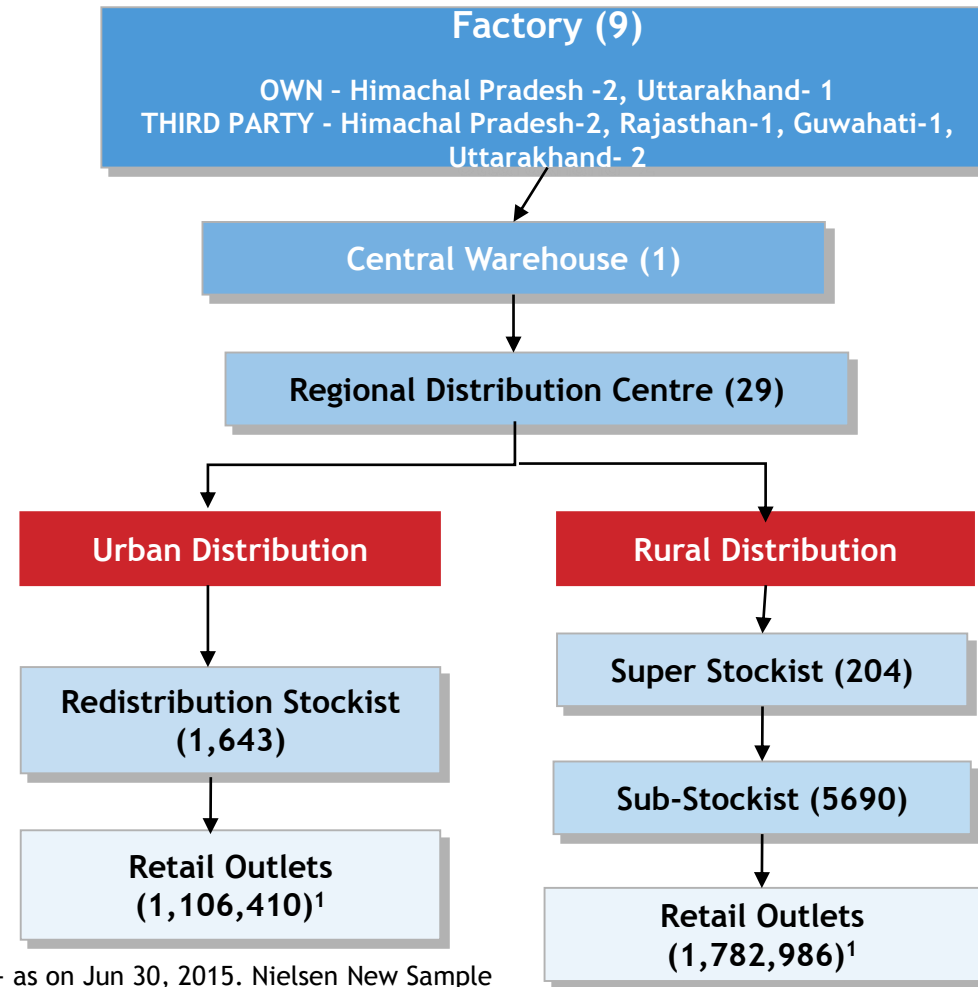 Factory (9)
OWN – Himachal Pradesh -2, Uttarakhand- 1
THIRD PARTY - Himachal Pradesh-2, Rajasthan-1, Guwahati-1,
Uttarakhand- 2
Central Warehouse (1)
Regional Distribution Centre (29)
Urban Distribution
Redistribution Stockist
(1,643)
Retail Outlets
(1,106,410)¹
Rural Distribution
Super Stockist (204)
Sub-Stockist (5690)
Retail Outlets
(1,782,986)¹
- as on Jun 30, 2015. Nielsen New Sample